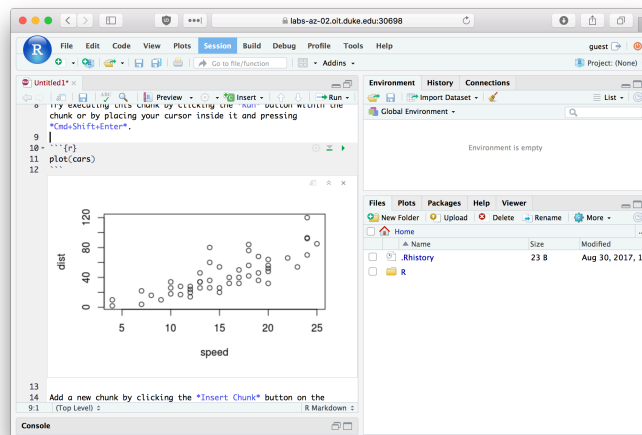 labs-az-02.oit.duke.edu:30698
R
File Edit Code View Plots Session Build Debug Profile Tools Help
guest
Go to file/function
Addins
Project: (None)
Untitled1*
Preview Insert Run
8 Try executing this chunk by clicking the *Run* button within the
chunk or by placing your cursor inside it and pressing
*Cmd+Shift+Enter*.
9
10 ```{r}
11 plot(cars)
12 ```
dist
0 40 80 120
5 10 15 20 25
speed
13
14 Add a new chunk by clicking the *Insert Chunk* button on the
9:1 (Top Level) R Markdown
Console
Environment History Connections
Import Dataset List
Global Environment
Environment is empty
Files Plots Packages Help Viewer
New Folder Upload Delete Rename More
Home
Name Size Modified
.Rhistory 23 B Aug 30, 2017, 1
R